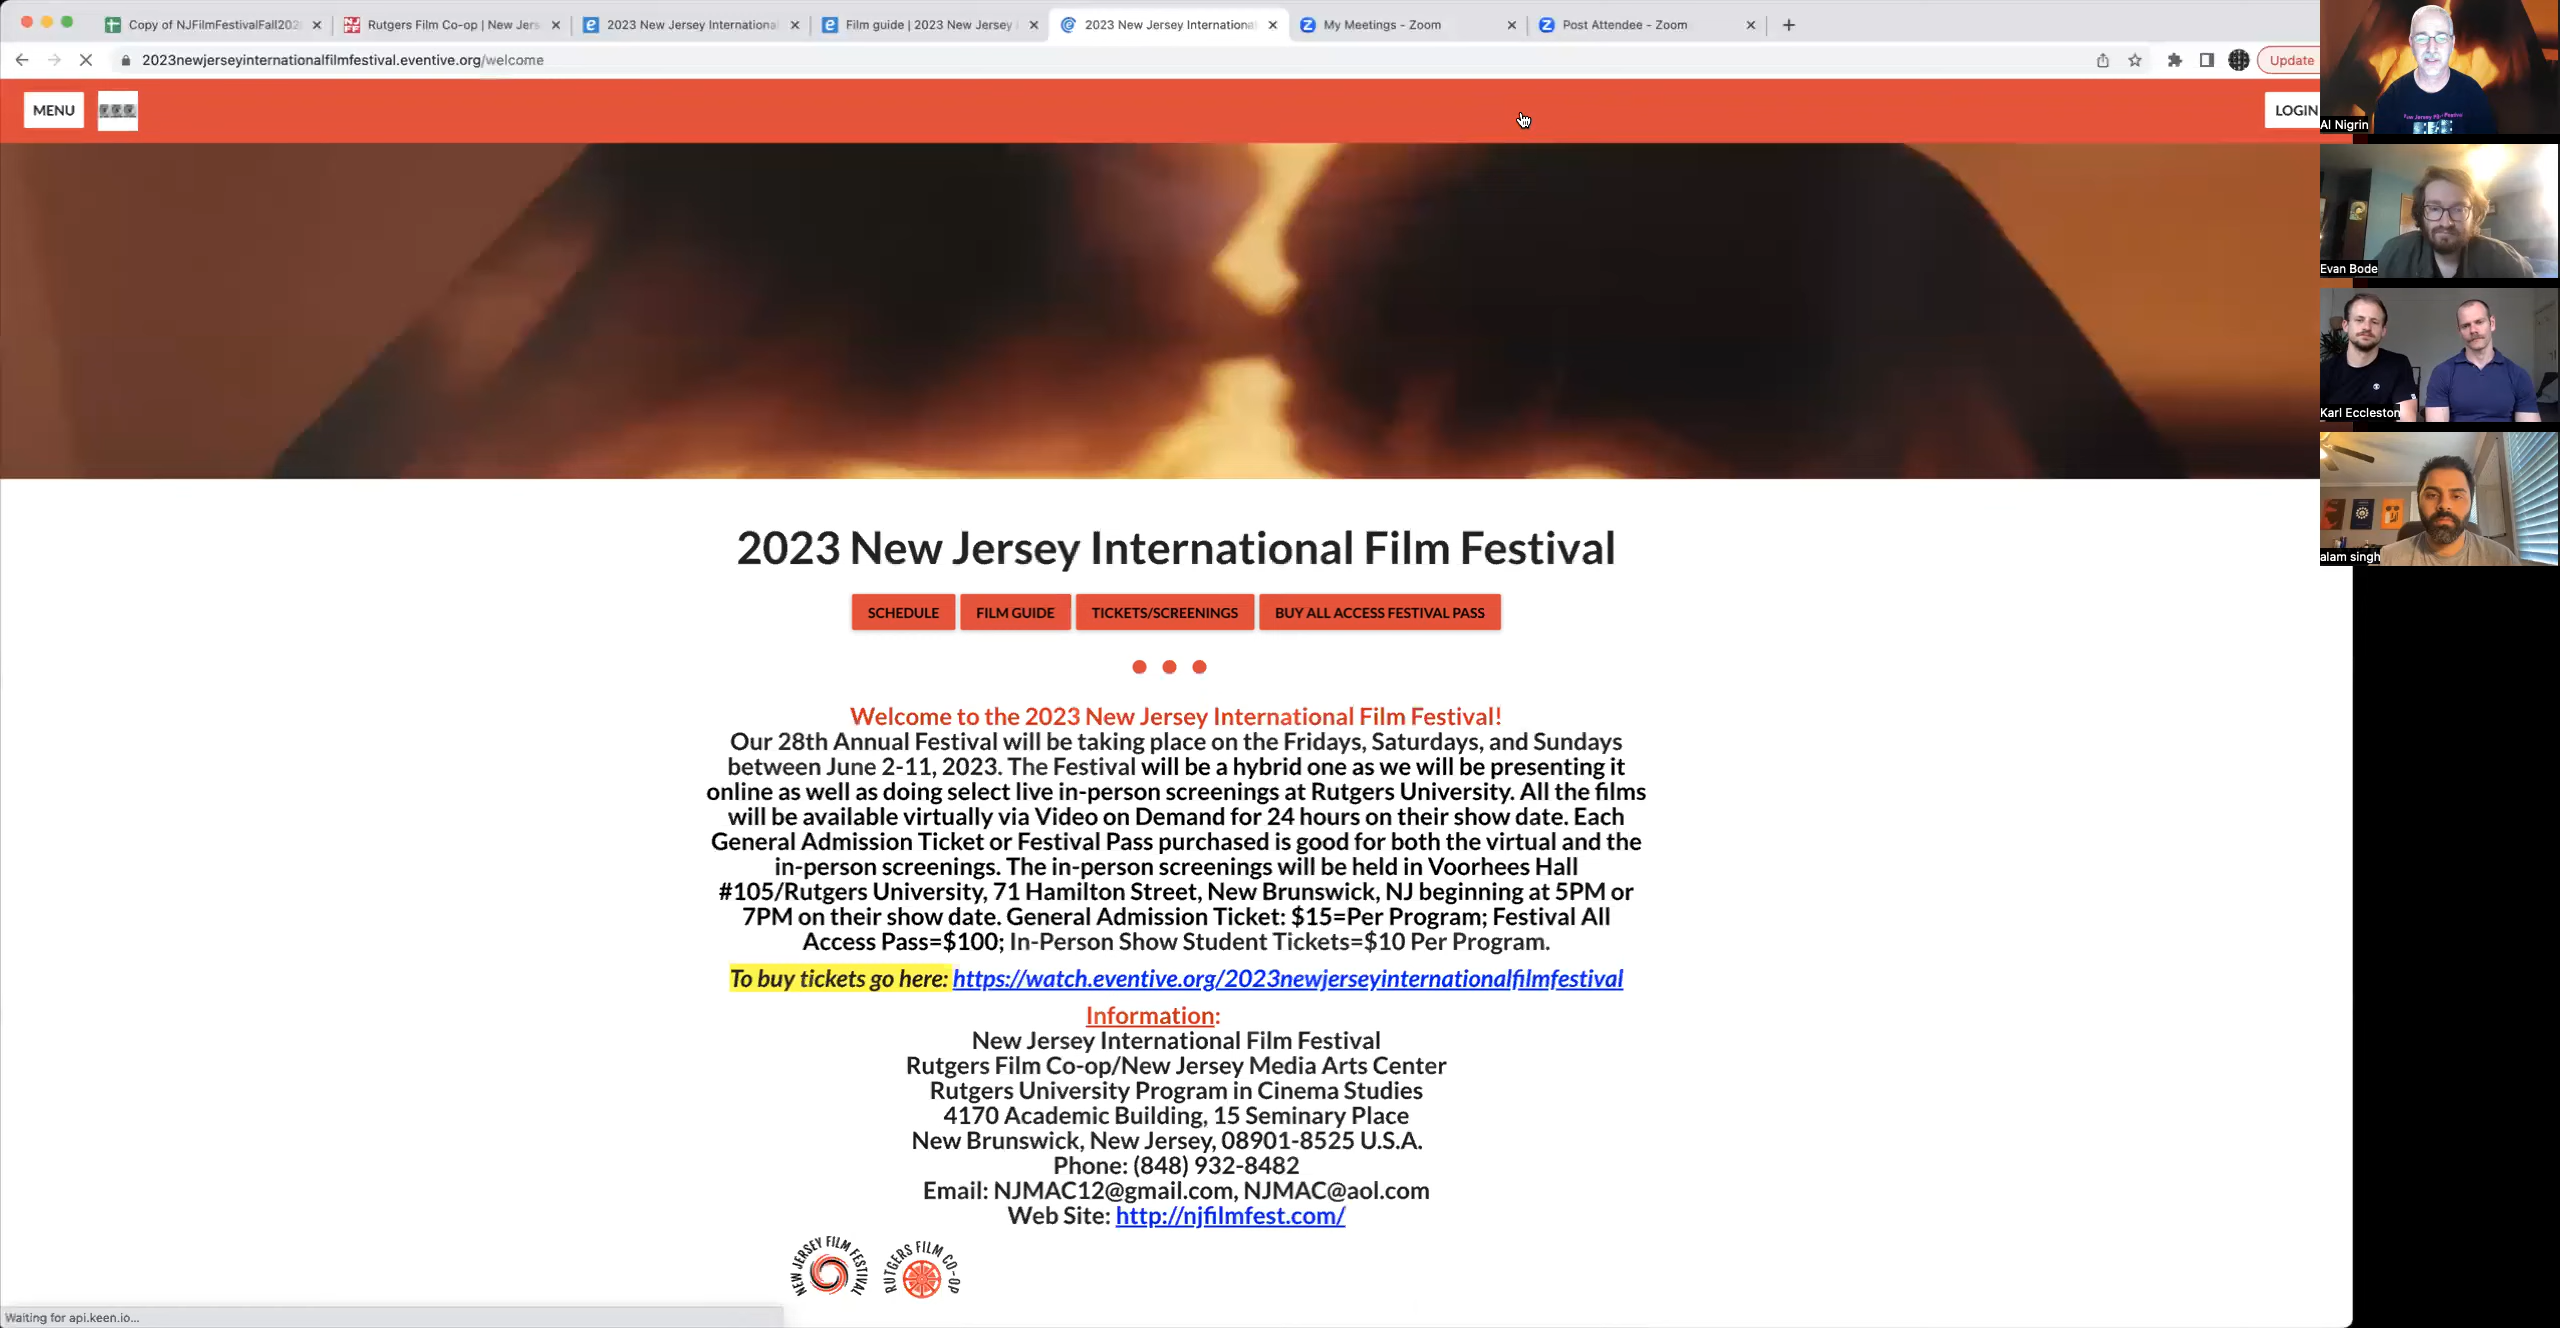 Copy of NJFilmFestivalFall202
Rutgers Film Co-op | New Jers
2023 New Jersey International
Film guide | 2023 New Jersey
2023 New Jersey Internationa
My Meetings - Zoom
Post Attendee - Zoom
2023newjerseyinternationalfilmfestival.eventive.org/welcome
Update
MENU
LOGIN
Al Nigrin
Evan Bode
Karl Eccleston
alam singh
2023 New Jersey International Film Festival
SCHEDULE
FILM GUIDE
TICKETS/SCREENINGS
BUY ALL ACCESS FESTIVAL PASS
Welcome to the 2023 New Jersey International Film Festival!
Our 28th Annual Festival will be taking place on the Fridays, Saturdays, and Sundays
between June 2-11, 2023. The Festival will be a hybrid one as we will be presenting it
online as well as doing select live in-person screenings at Rutgers University. All the films
will be available virtually via Video on Demand for 24 hours on their show date. Each
General Admission Ticket or Festival Pass purchased is good for both the virtual and the
in-person screenings. The in-person screenings will be held in Voorhees Hall
#105/Rutgers University, 71 Hamilton Street, New Brunswick, NJ beginning at 5PM or
7PM on their show date. General Admission Ticket: $15=Per Program; Festival All
Access Pass=$100; In-Person Show Student Tickets=$10 Per Program.
To buy tickets go here: https://watch.eventive.org/2023newjerseyinternationalfilmfestival
Information:
New Jersey International Film Festival
Rutgers Film Co-op/New Jersey Media Arts Center
Rutgers University Program in Cinema Studies
4170 Academic Building, 15 Seminary Place
New Brunswick, New Jersey, 08901-8525 U.S.A.
Phone: (848) 932-8482
Email: NJMAC12@gmail.com, NJMAC@aol.com
Web Site: http://njfilmfest.com/
NEW JERSEY FILM FESTIVAL
RUTGERS FILM CO-OP
Waiting for api.keen.io...